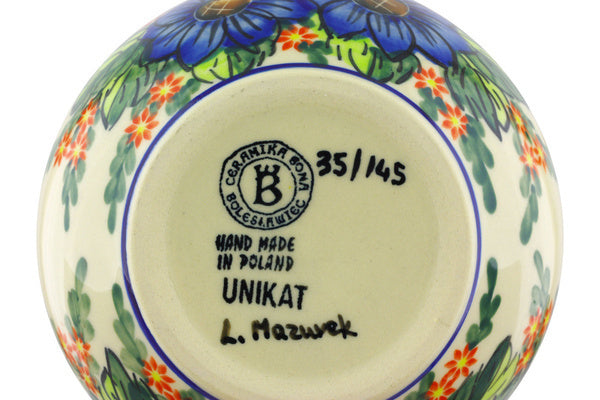 CERAMIKA BONA
BOLESŁAWIEC
B
35/145
HAND MADE
IN POLAND
UNIKAT
L. Mazurek